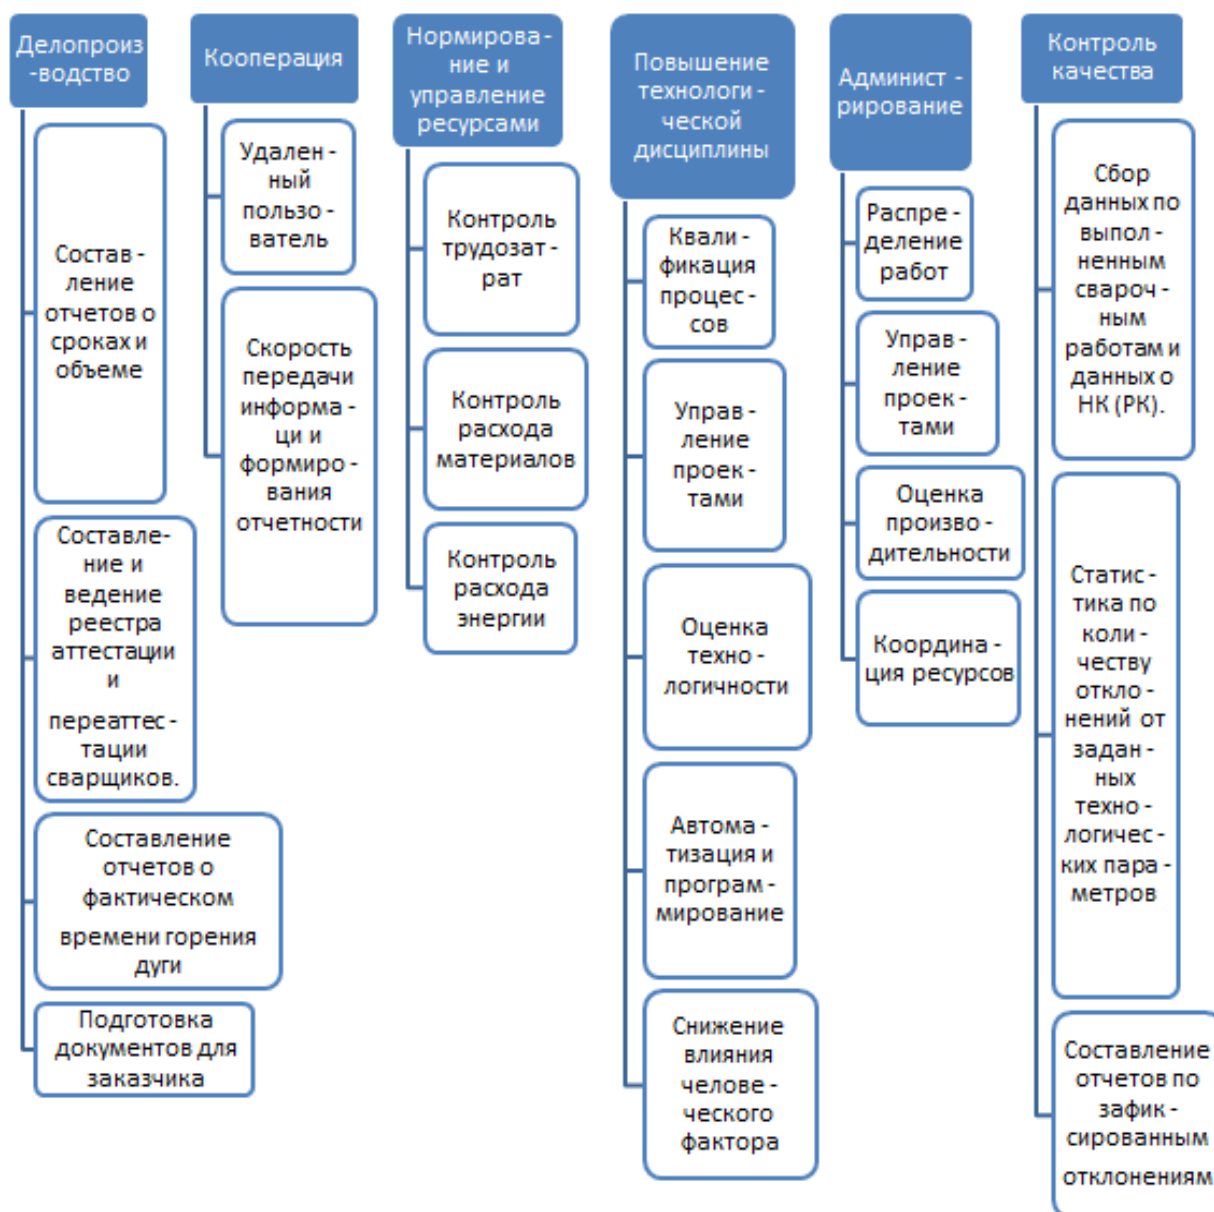 Делопроиз
-водство
Состав -
ление
отчетов о
сроках и
объеме
Составле-
ние и
ведение
реестра
аттестации
и
переаттес -
тации
сварщиков.
Составление
отчетов о
фактическом
времени горения
дуги
Подготовка
документов для
заказчика
Кооперация
Удален -
ный
пользо -
ватель
Скорость
передачи
информа -
ци и
формиро -
вания
отчетности
Нормирова -
ние и
управление
ресурсами
Контроль
трудозат -
рат
Контроль
расхода
материалов
Контроль
расхода
энергии
Повышение
технологи -
ческой
дисциплины
Квали -
фикация
процес -
сов
Управ -
ление
проек -
тами
Оценка
техно -
логичности
Автома -
тизация и
програм -
мирование
Снижение
влияния
челове -
ческого
фактора
Админист -
рирование
Распре -
деление
работ
Управ -
ление
проек -
тами
Оценка
произво -
дительности
Координа -
ция ресурсов
Контроль
качества
Сбор
данных по
выпол -
ненным
свароч -
ным
работам и
данных о
НК (РК).
Статис -
тика по
коли -
честву
откло -
нений от
задан -
ных
техно -
логичес -
ких пара -
метров
Составление
отчетов по
зафик -
сированным
отклонениям